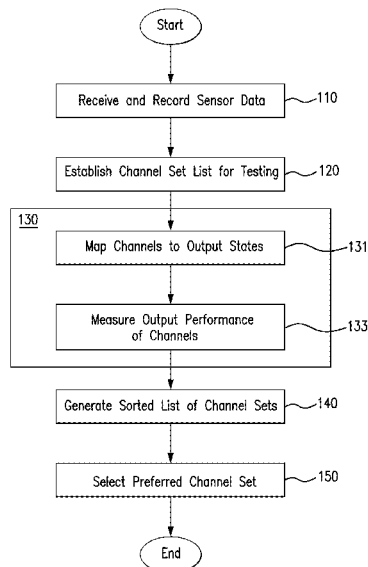 Start
Receive and Record Sensor Data
110
Establish Channel Set List for Testing
120
130
Map Channels to Output States
131
Measure Output Performance
of Channels
133
Generate Sorted List of Channel Sets
140
Select Preferred Channel Set
150
End